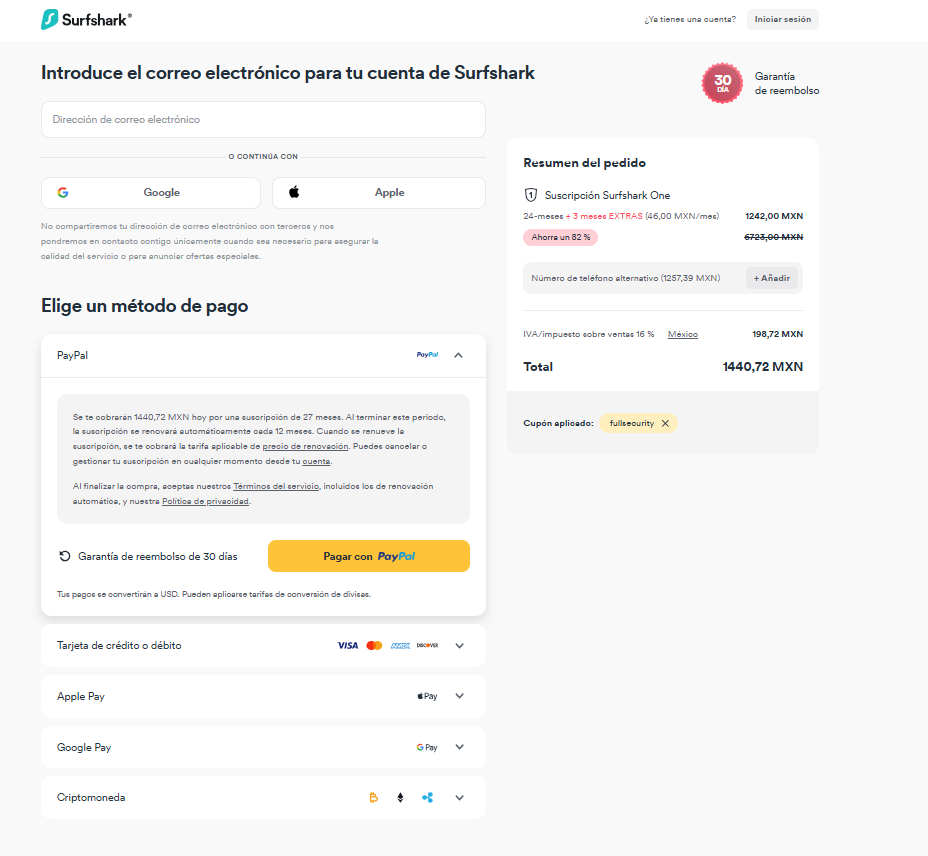 Surfshark®
¿Ya tienes una cuenta?
Iniciar sesión
Introduce el correo electrónico para tu cuenta de Surfshark
Dirección de correo electrónico
O CONTINÚA CON
Google
Apple
No compartiremos tu dirección de correo electrónico con terceros y nos
pondremos en contacto contigo únicamente cuando sea necesario para asegurar la
calidad del servicio o para anunciar ofertas especiales.
Elige un método de pago
PayPal
PayPal
Se te cobrarán 1440,72 MXN hoy por una suscripción de 27 meses. Al terminar este periodo,
la suscripción se renovará automáticamente cada 12 meses. Cuando se renueve la
suscripción, se te cobrará la tarifa aplicable de precio de renovación. Puedes cancelar o
gestionar tu suscripción en cualquier momento desde tu cuenta.
Al finalizar la compra, aceptas nuestros Términos del servicio, incluidos los de renovación
automática, y nuestra Política de privacidad.
Garantía de reembolso de 30 días
Pagar con PayPal
Tus pagos se convertirán a USD. Pueden aplicarse tarifas de conversión de divisas.
Tarjeta de crédito o débito
VISA
AMEX
DISCOVER
Apple Pay
Pay
Google Pay
G Pay
Criptomoneda
30
DÍA
Garantía
de reembolso
Resumen del pedido
1
Suscripción Surfshark One
24-meses + 3 meses EXTRAS (46,00 MXN/mes)
1242,00 MXN
Ahorra un 82 %
6723,00 MXN
Número de teléfono alternativo (1257,39 MXN)
+ Añadir
IVA/impuesto sobre ventas 16 %
México
198,72 MXN
Total
1440,72 MXN
Cupón aplicado:
fullsecurity